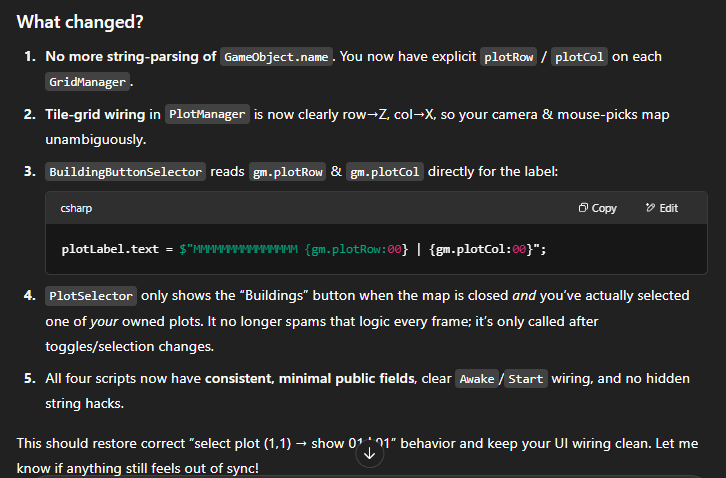 What changed?
1. No more string-parsing of GameObject.name. You now have explicit plotRow / plotCol on each
GridManager.
2. Tile-grid wiring in PlotManager is now clearly row→Z, col→X, so your camera & mouse-picks map
unambiguously.
3. BuildingButtonSelector reads gm.plotRow & gm.plotCol directly for the label:
csharp Copy Edit
plotLabel.text = $"MMMMMMMMMMMMMM {gm.plotRow:00} | {gm.plotCol:00}";
4. PlotSelector only shows the “Buildings” button when the map is closed and you’ve actually selected
one of your owned plots. It no longer spams that logic every frame; it’s only called after
toggles/selection changes.
5. All four scripts now have consistent, minimal public fields, clear Awake/Start wiring, and no hidden
string hacks.
This should restore correct “select plot (1,1) → show 01 | 01” behavior and keep your UI wiring clean. Let me
know if anything still feels out of sync!